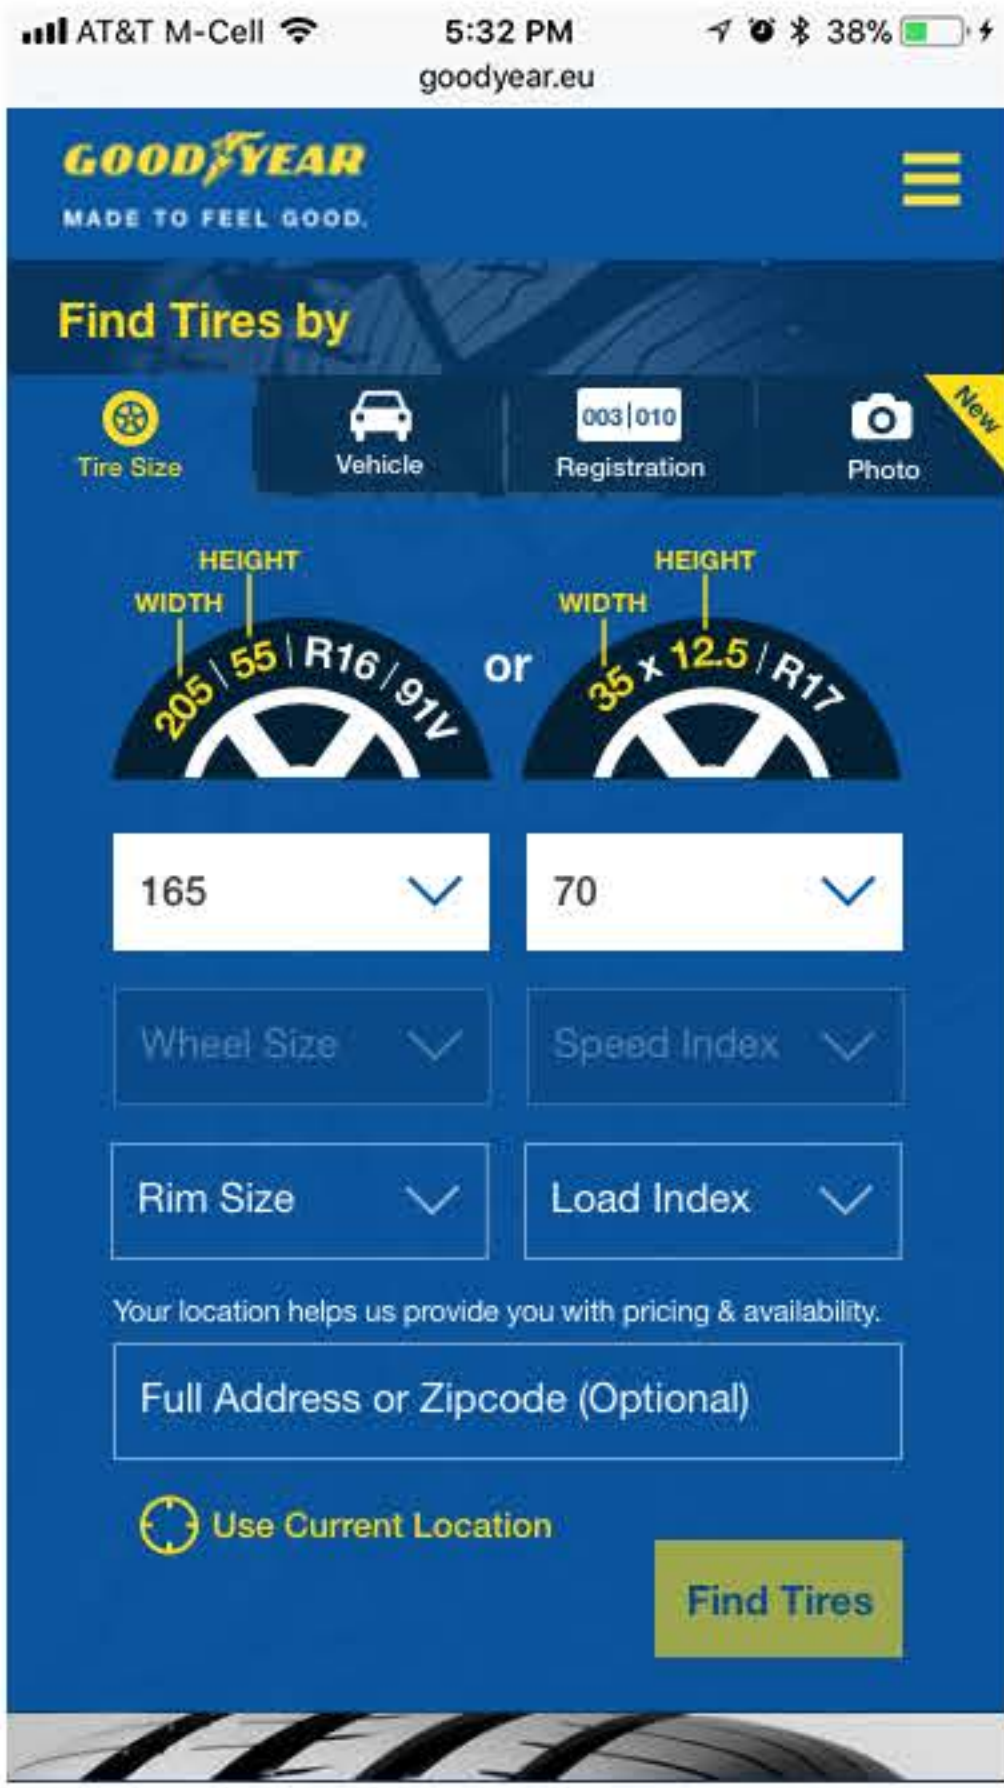 AT&T M-Cell 5:32 PM 38%
goodyear.eu
GOODYEAR
MADE TO FEEL GOOD.
Find Tires by
Tire Size
Vehicle
003|010
Registration
Photo
New
HEIGHT
WIDTH
205|55|R16|91V
or
HEIGHT
WIDTH
35 x 12.5|R17
165
70
Wheel Size
Speed Index
Rim Size
Load Index
Your location helps us provide you with pricing & availability.
Full Address or Zipcode (Optional)
Use Current Location
Find Tires